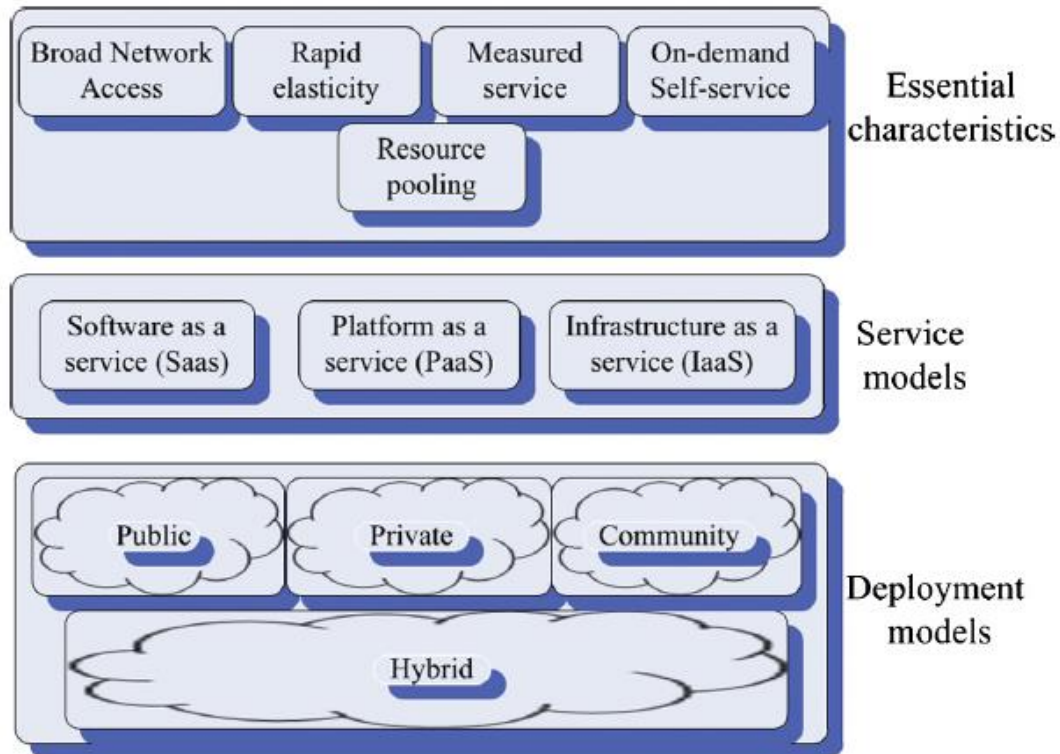 Broad Network
Access
Rapid
elasticity
Measured
service
On-demand
Self-service
Resource
pooling
Essential
characteristics
Software as a
service (Saas)
Platform as a
service (PaaS)
Infrastructure as a
service (IaaS)
Service
models
Public
Private
Community
Hybrid
Deployment
models